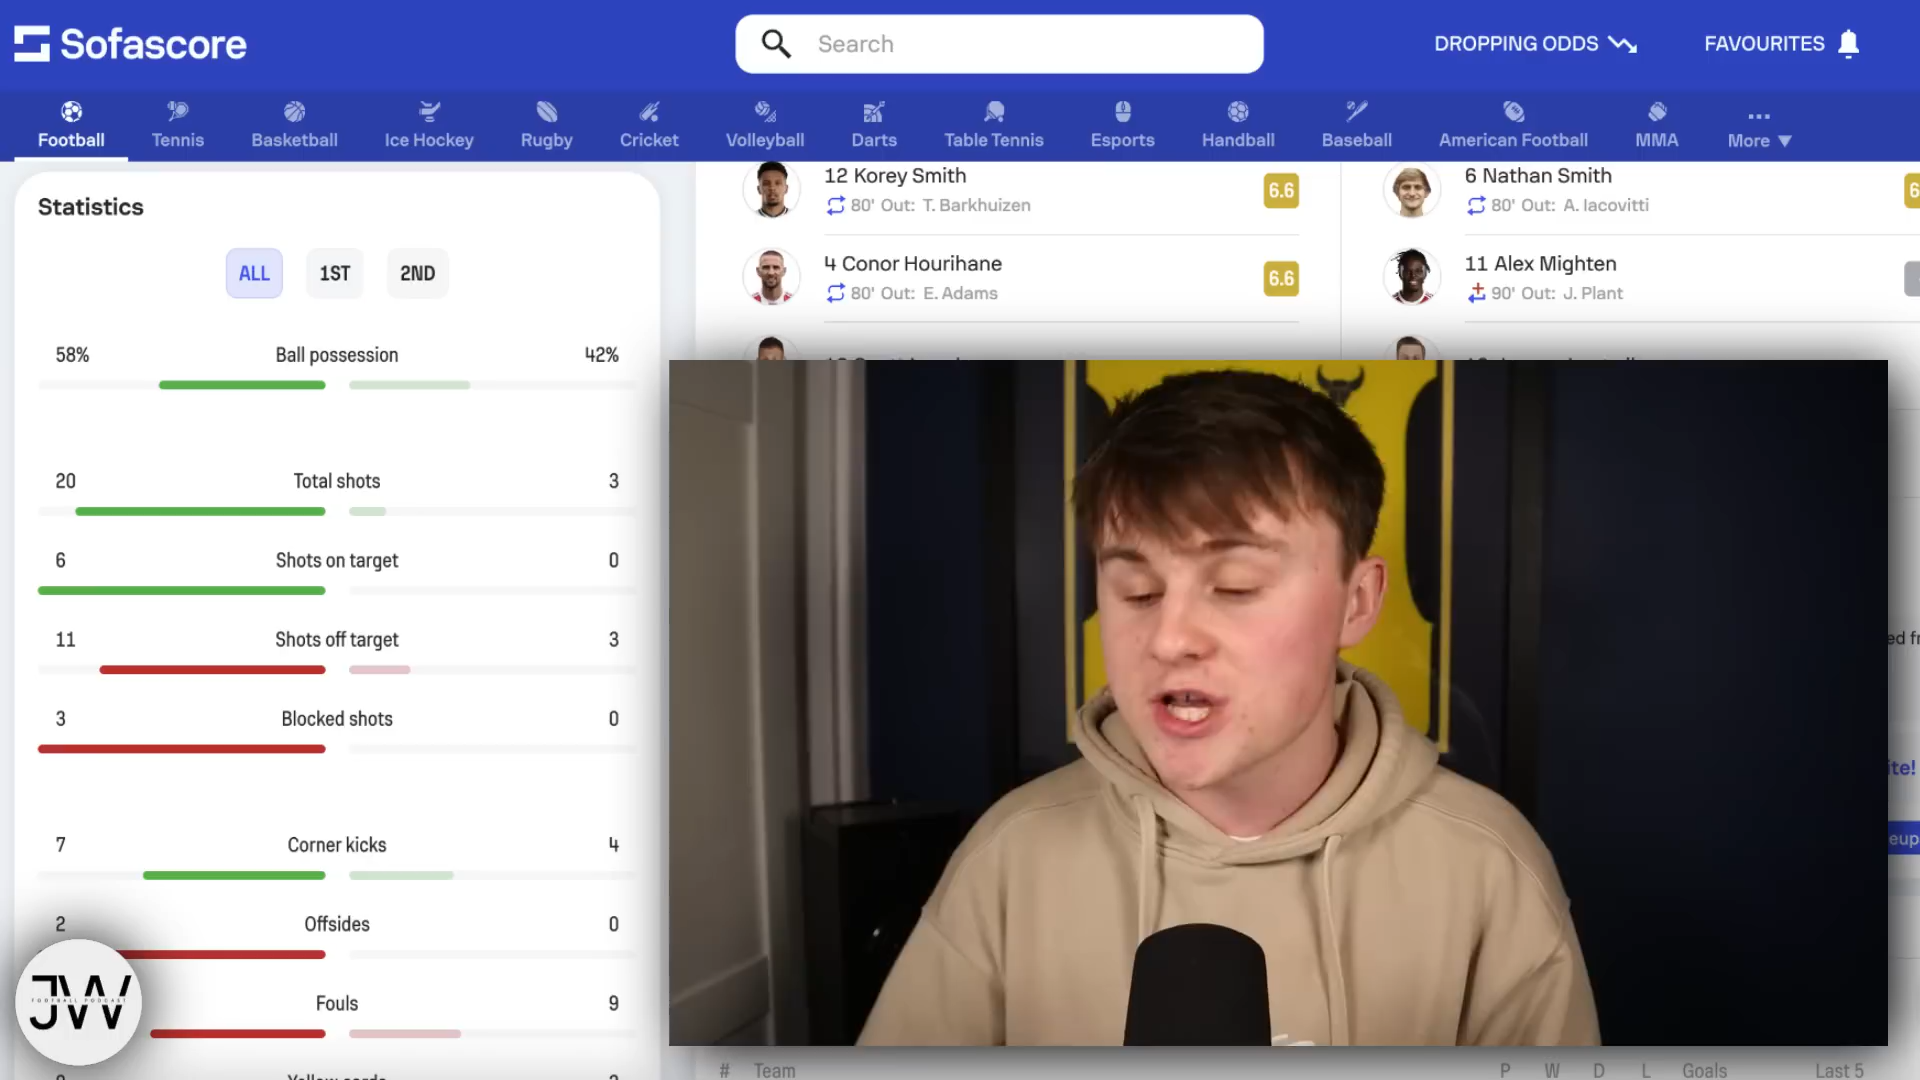 Sofascore
Search
DROPPING ODDS
FAVOURITES
Football
Tennis
Basketball
Ice Hockey
Rugby
Cricket
Volleyball
Darts
Table Tennis
Esports
Handball
Baseball
American Football
MMA
More
Statistics
ALL 1ST 2ND
58% Ball possession 42%
20 Total shots 3
6 Shots on target 0
11 Shots off target 3
3 Blocked shots 0
7 Corner kicks 4
2 Offsides 0
Fouls 9
12 Korey Smith
80' Out: T. Barkhuizen
6.6
4 Conor Hourihane
80' Out: E. Adams
6.6
6 Nathan Smith
80' Out: A. Iacovitti
11 Alex Mighten
90' Out: J. Plant
JW
FOOTBALL PODCAST
# Team P W D L Goals Last 5